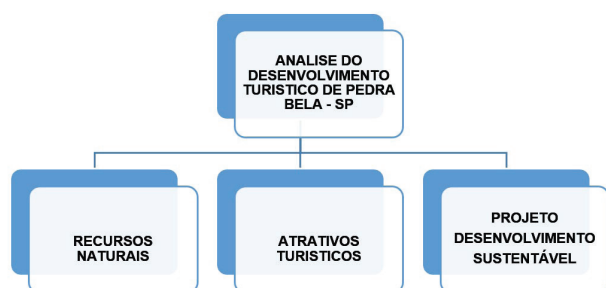 ANALISE DO
DESENVOLVIMENTO
TURISTICO DE PEDRA
BELA - SP
RECURSOS
NATURAIS
ATRATIVOS
TURISTICOS
PROJETO
DESENVOLVIMENTO
SUSTENTÁVEL